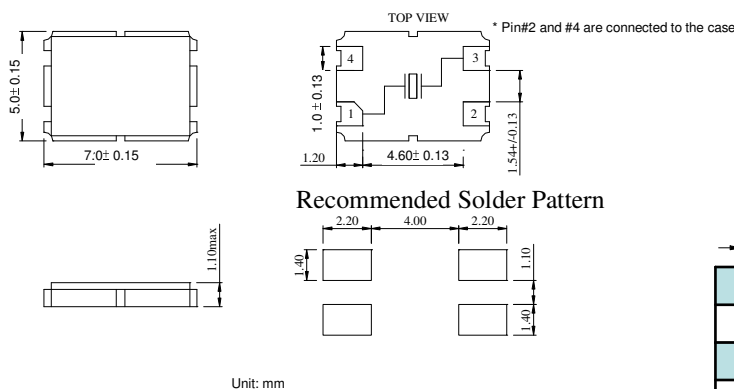 TOP VIEW
* Pin#2 and #4 are connected to the case
5.0± 0.15
7.0± 0.15
4
3
1
2
1.0 ± 0.13
1.20
4.60± 0.13
1.54+/-0.13
Recommended Solder Pattern
2.20
4.00
2.20
1.10max
1.40
1.10
1.40
Unit: mm